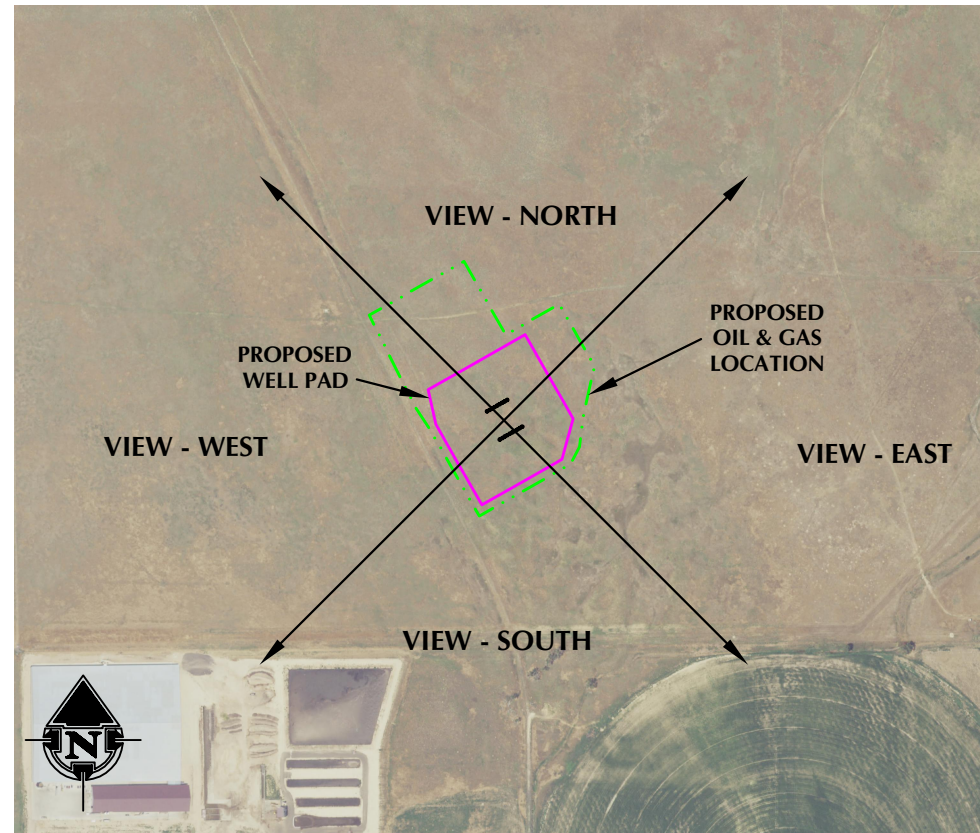 VIEW - NORTH
PROPOSED
OIL & GAS
LOCATION
PROPOSED
WELL PAD
VIEW - WEST
VIEW - EAST
VIEW - SOUTH
N